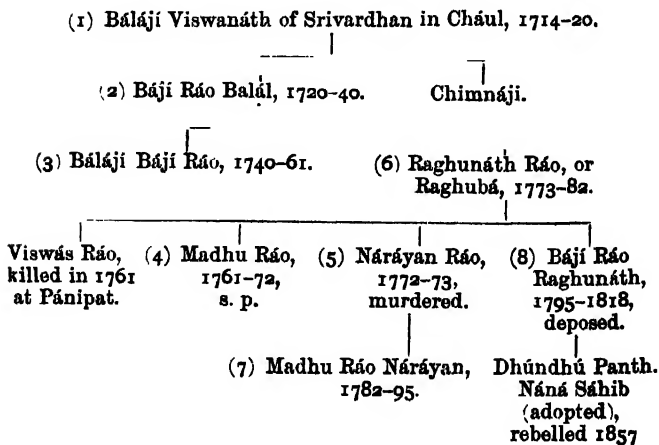 (1) Bálájí Viswanáth of Srivardhan in Chául, 1714–20.
(2) Bájí Ráo Balál, 1720–40. Chimnáji.
(3) Bálájí Bájí Ráo, 1740–61. (6) Raghunáth Ráo, or
Raghubá, 1773–82.
Viswás Ráo, (4) Madhu Ráo, (5) Náráyan Ráo, (8) Bájí Ráo
killed in 1761 1761–72, 1772–73, Raghunáth,
at Pánipat. s. p. murdered. 1795–1818,
deposed.
(7) Madhu Ráo Náráyan, Dhúndhú Panth.
1782–95. Náná Sáhib
(adopted),
rebelled 1857